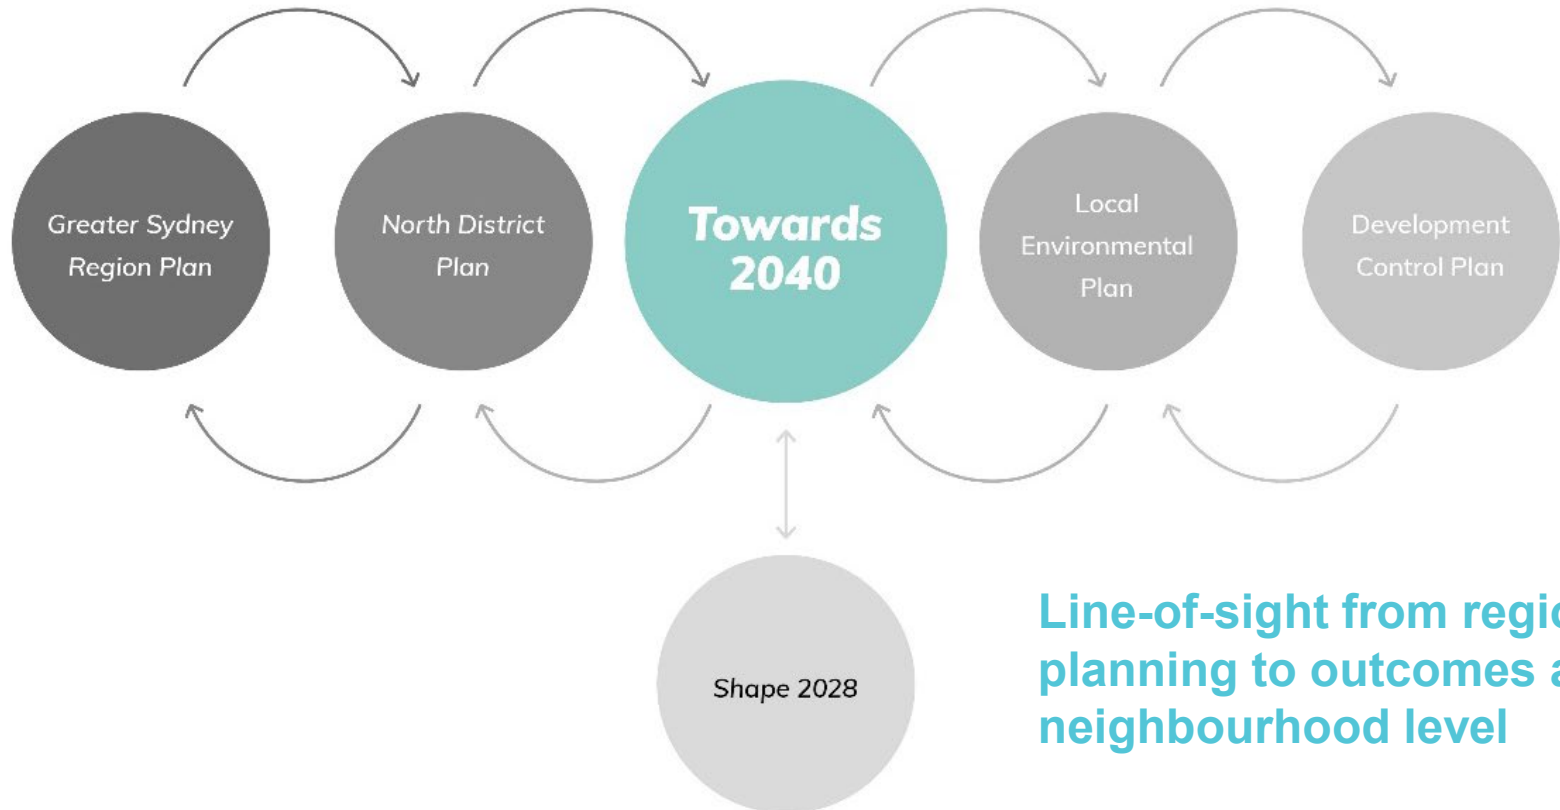 Greater Sydney
Region Plan
North District
Plan
Towards
2040
Local
Environmental
Plan
Development
Control Plan
Shape 2028
Line-of-sight from
planning to outcomes
neighbourhood level